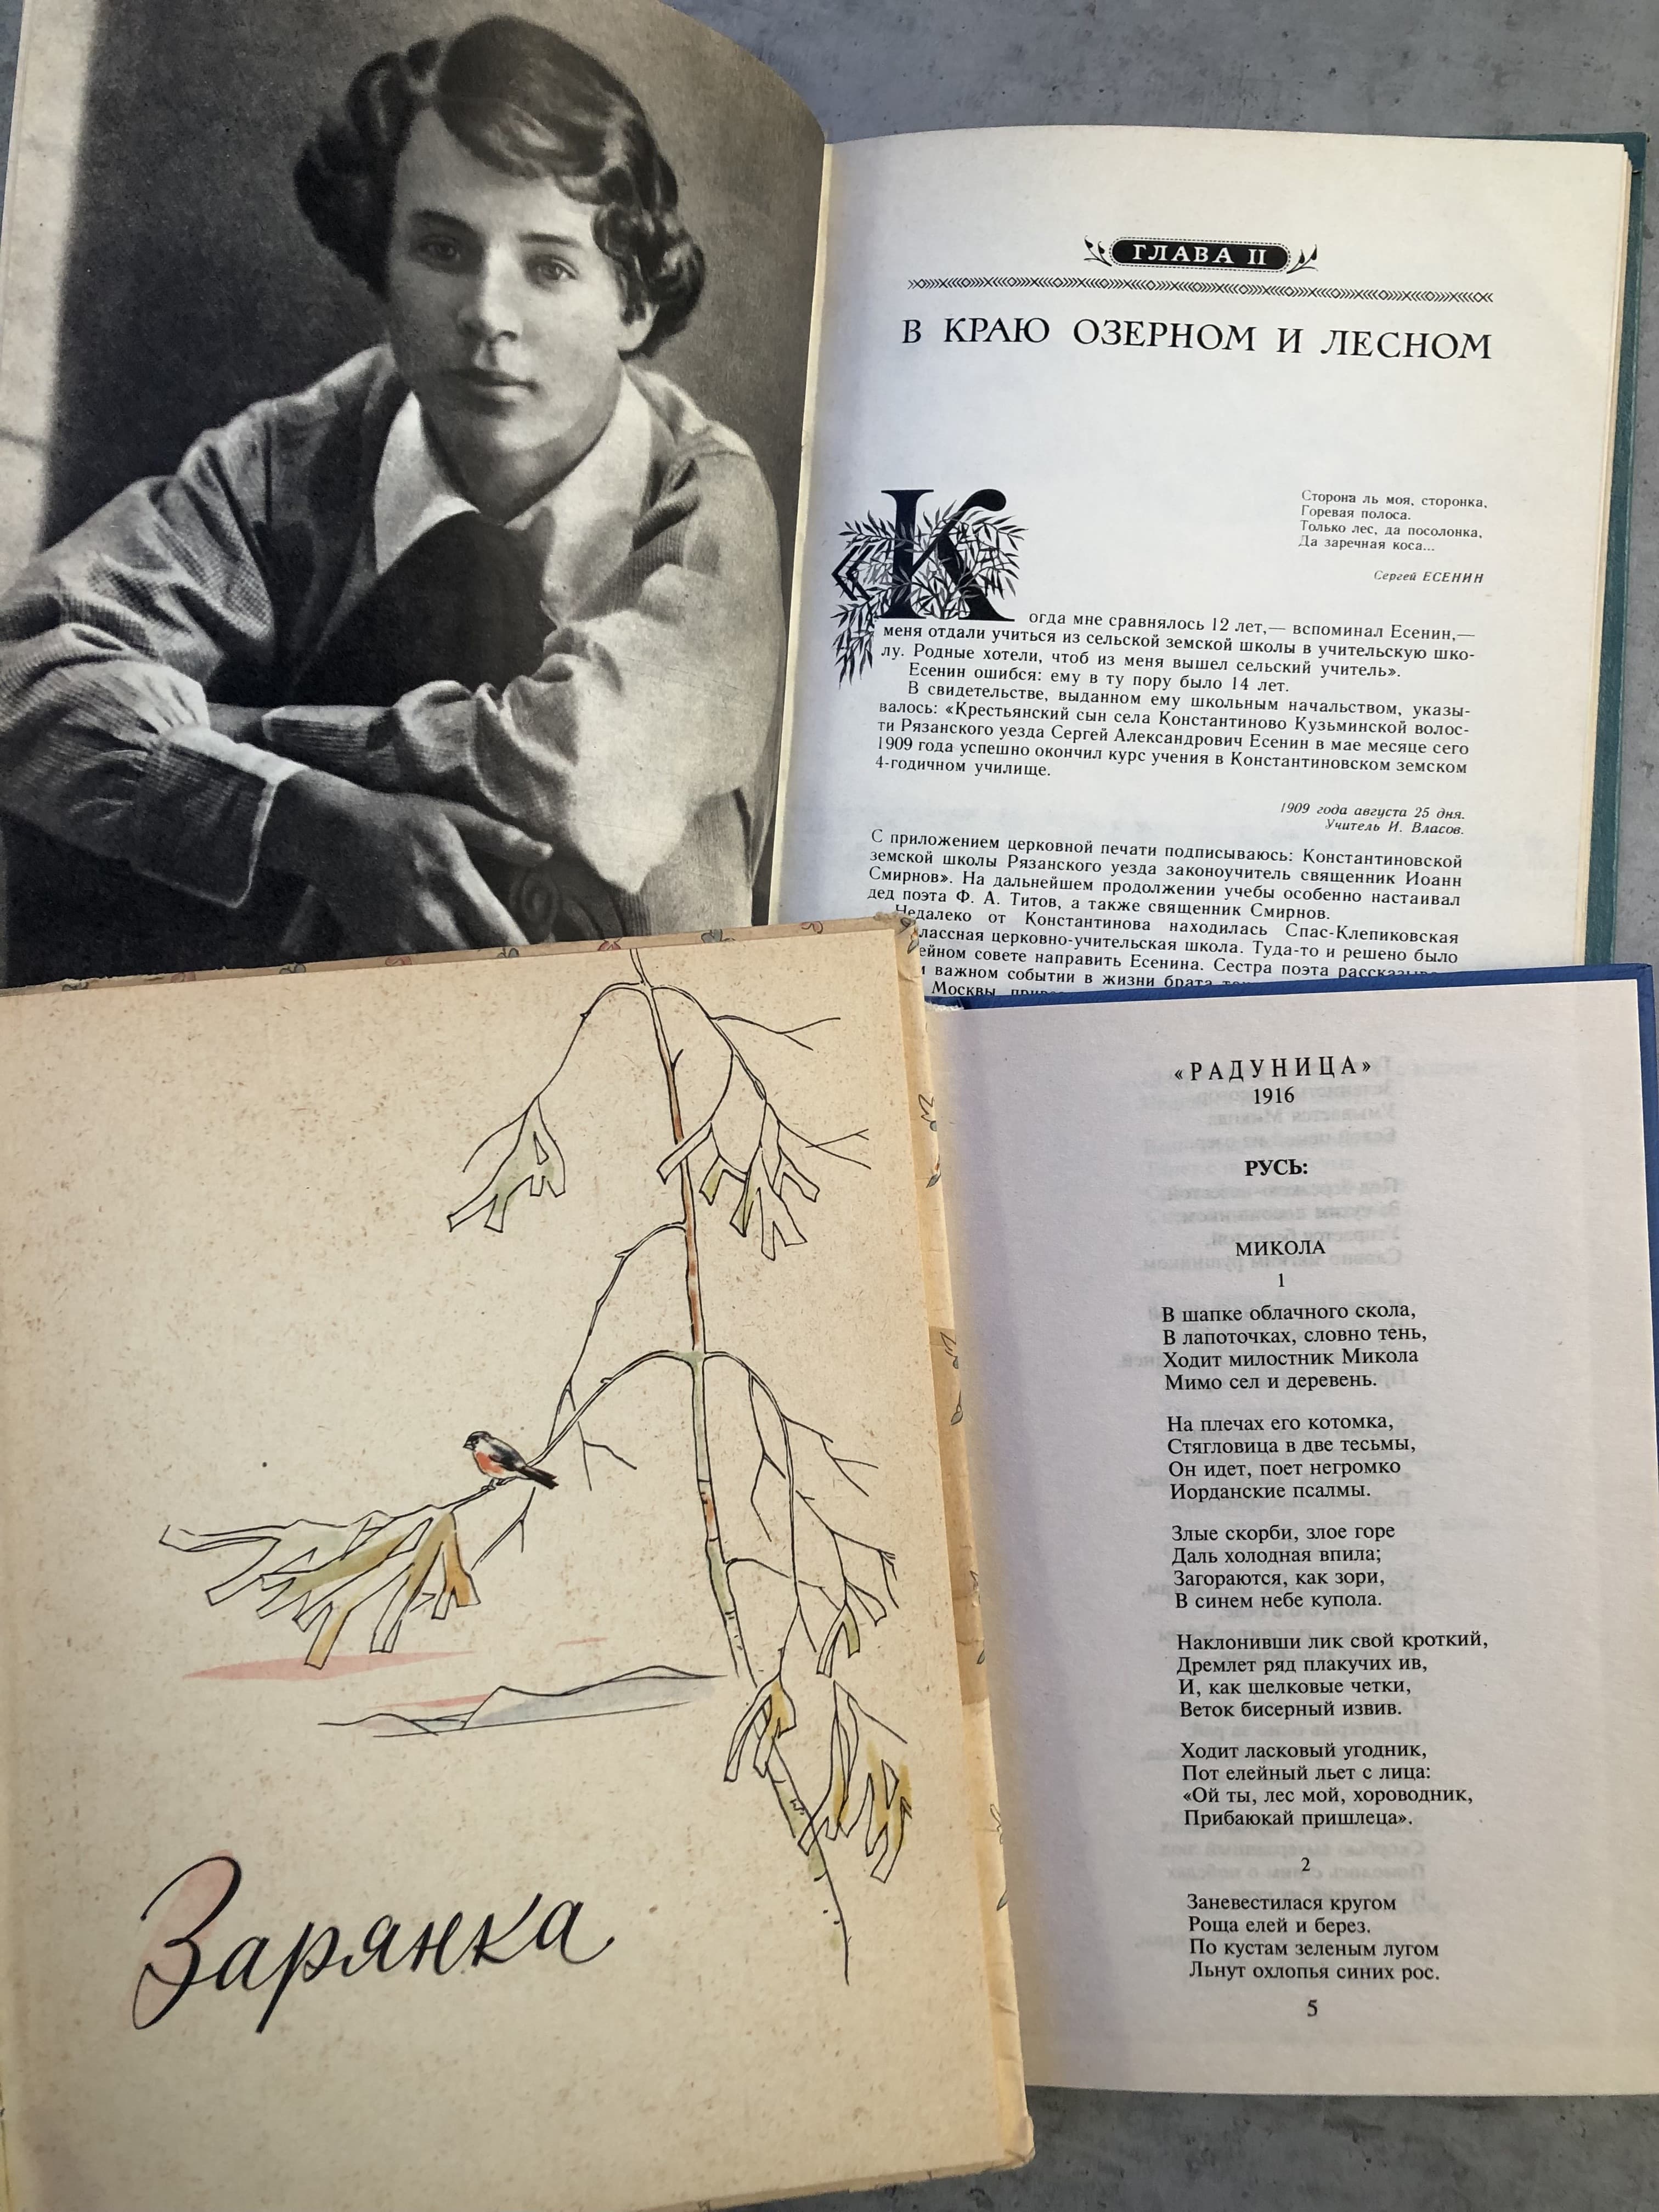 ГЛАВА II
В КРАЮ ОЗЕРНОМ И ЛЕСНОМ
Сторона ль моя, сторонка,
Горевая полоса.
Только лес, да посолонка,
Да заречная коса...
Сергей ЕСЕНИН
«Когда мне сравнялось 12 лет,— вспоминал Есенин,—
меня отдали учиться из сельской земской школы в учительскую шко-
лу. Родные хотели, чтоб из меня вышел сельский учитель».
Есенин ошибся: ему в ту пору было 14 лет.
В свидетельстве, выданном ему школьным начальством, указы-
валось: «Крестьянский сын села Константиново Кузьминской волос-
ти Рязанского уезда Сергей Александрович Есенин в мае месяце сего
1909 года успешно окончил курс учения в Константиновском земском
4-годичном училище.
1909 года августа 25 дня.
Учитель И. Власов.
С приложением церковной печати подписываюсь: Константиновской
земской школы Рязанского уезда законоучитель священник Иоанн
Смирнов». На дальнейшем продолжении учебы особенно настаивал
дед поэта Ф. А. Титов, а также священник Смирнов.
Недалеко от Константинова находилась Спас-Клепиковская
лассная церковно-учительская школа. Туда-то и решено было
ейном совете направить Есенина. Сестра поэта
и важном событии в жизни брата
Москвы
Зарянка
«РАДУНИЦА»
1916
РУСЬ:
МИКОЛА
1
В шапке облачного скола,
В лапоточках, словно тень,
Ходит милостник Микола
Мимо сел и деревень.
На плечах его котомка,
Стягловица в две тесьмы,
Он идет, поет негромко
Иорданские псалмы.
Злые скорби, злое горе
Даль холодная впила;
Загораются, как зори,
В синем небе купола.
Наклонивши лик свой кроткий,
Дремлет ряд плакучих ив,
И, как шелковые четки,
Веток бисерный извив.
Ходит ласковый угодник,
Пот елейный льет с лица:
«Ой ты, лес мой, хороводник,
Прибаюкай пришлеца».
2
Заневестилася кругом
Роща елей и берез.
По кустам зеленым лугом
Льнут охлопья синих рос.
5